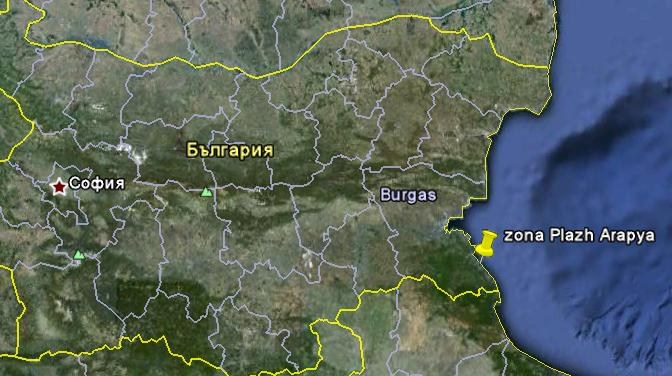 България
София
Burgas
zona Plazh Arapya